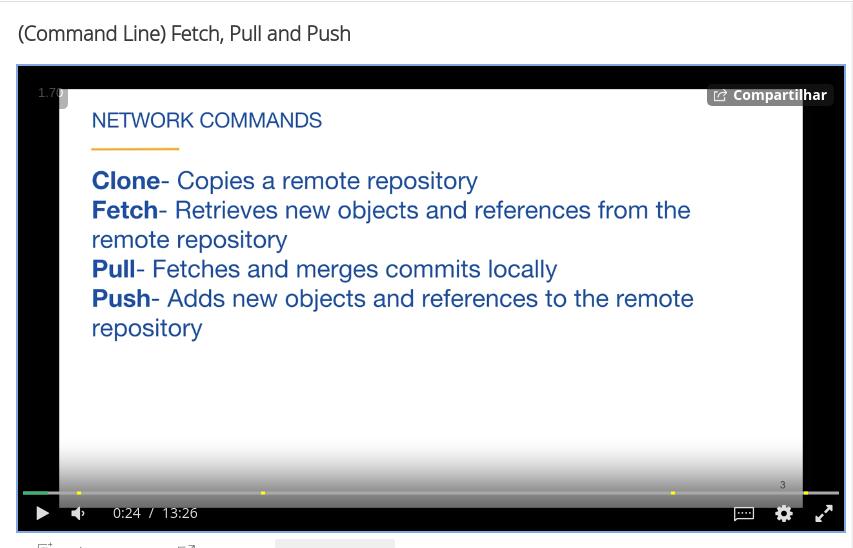 (Command Line) Fetch, Pull and Push
1.70
Compartilhar
NETWORK COMMANDS
Clone- Copies a remote repository
Fetch- Retrieves new objects and references from the
remote repository
Pull- Fetches and merges commits locally
Push- Adds new objects and references to the remote
repository
3
0:24 / 13:26